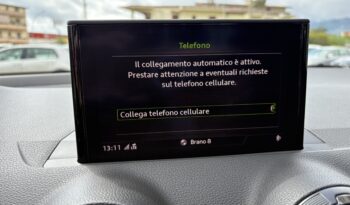 Telefono
Il collegamento automatico è attivo.
Prestare attenzione a eventuali richieste
sul telefono cellulare.
Collega telefono cellulare
13:11
Brano 8